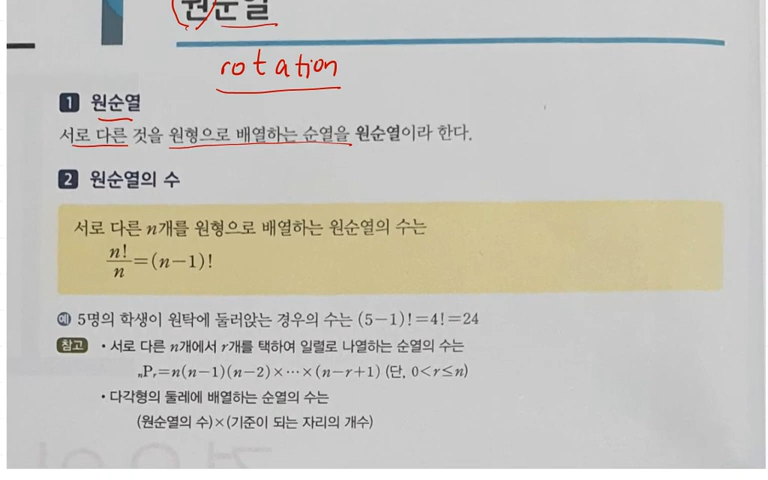 원순열
rotation
1 원순열
서로 다른 것을 원형으로 배열하는 순열을 원순열이라 한다.
2 원순열의 수
서로 다른 n개를 원형으로 배열하는 원순열의 수는
n!/n=(n-1)!
예 5명의 학생이 원탁에 둘러앉는 경우의 수는 (5-1)!=4!=24
참고 • 서로 다른 n개에서 r개를 택하여 일렬로 나열하는 순열의 수는
ₙPᵣ=n(n-1)(n-2)×⋯×(n-r+1) (단, 0<r≤n)
• 다각형의 둘레에 배열하는 순열의 수는
(원순열의 수)×(기준이 되는 자리의 개수)